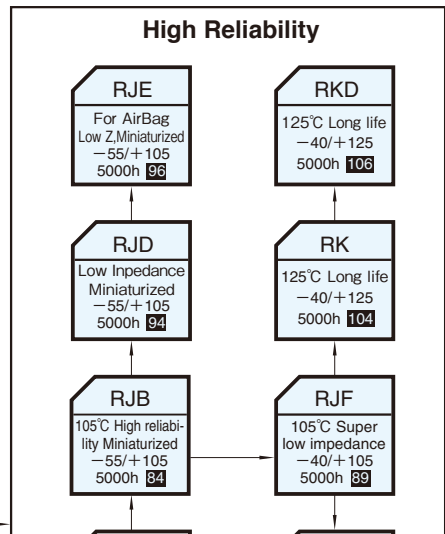 High Reliability
RJE
For AirBag
Low Z,Miniaturized
−55/+105
5000h 96
RKD
125℃ Long life
−40/+125
5000h 106
RJD
Low Inpedance
Miniaturized
−55/+105
5000h 94
RK
125℃ Long life
−40/+125
5000h 104
RJB
105℃ High reliabi-
lity Miniaturized
−55/+105
5000h 84
RJF
105℃ Super
low impedance
−40/+105
5000h 89